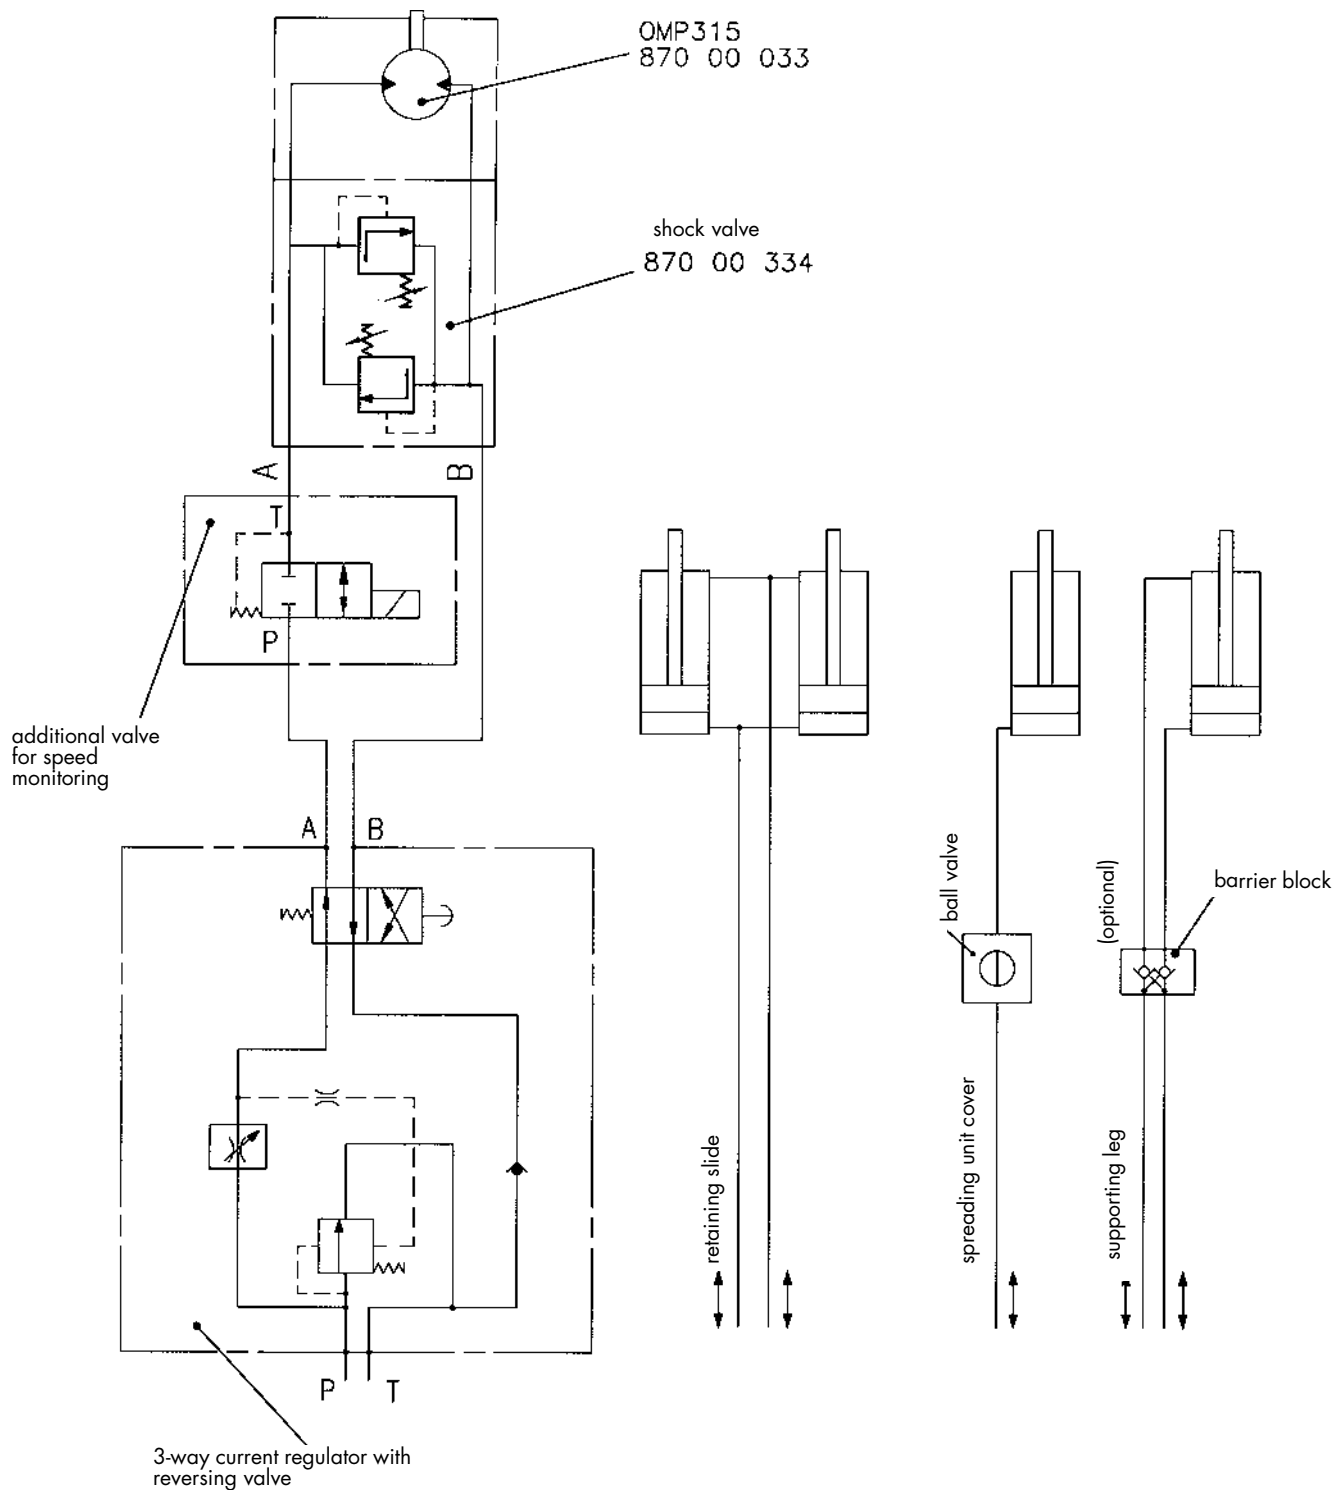 OMP315
870 00 033
shock valve
870 00 334
A
B
T
P
additional valve
for speed
monitoring
A
B
ball valve
(optional)
barrier block
retaining slide
spreading unit cover
supporting leg
P
T
3-way current regulator with
reversing valve